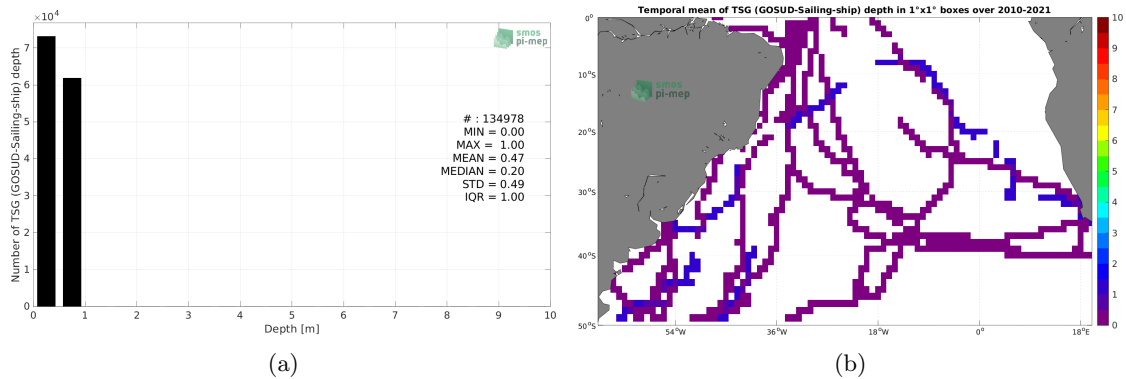 ×10⁴
7
6
5
4
3
2
1
0
Number of TSG (GOSUD-Sailing-ship) depth
0 1 2 3 4 5 6 7 8 9 10
Depth [m]
smos
pi-mep
# : 134978
MIN = 0.00
MAX = 1.00
MEAN = 0.47
MEDIAN = 0.20
STD = 0.49
IQR = 1.00
(a)
Temporal mean of TSG (GOSUD-Sailing-ship) depth in 1°x1° boxes over 2010-2021
0°
10°S
20°S
30°S
40°S
50°S
54°W 36°W 18°W 0° 18°E
smos
pi-mep
10
9
8
7
6
5
4
3
2
1
0
(b)